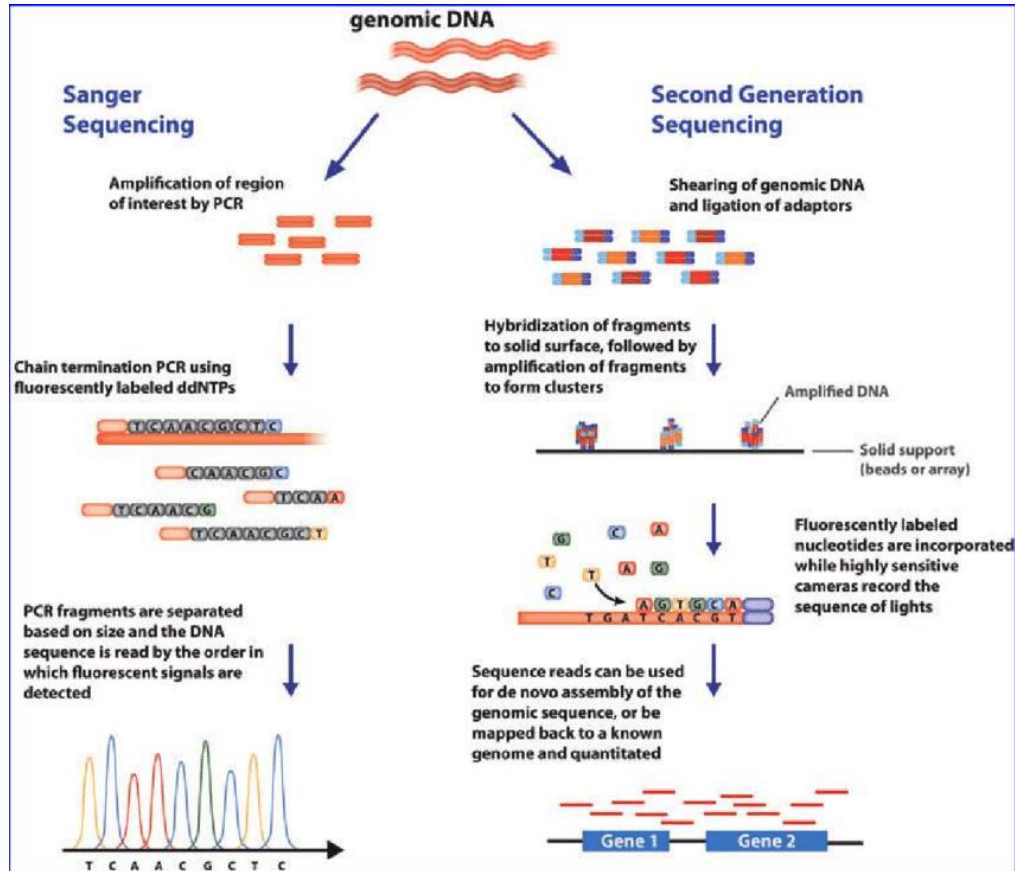 genomic DNA
Sanger
Sequencing
Amplification of region
of interest by PCR
Chain termination PCR using
fluorescently labeled ddNTPs
TCAACGCTC
CAACGC
TCAA
TCAACG
TCAACGCT
PCR fragments are separated
based on size and the DNA
sequence is read by the order in
which fluorescent signals are
detected
T C A A C G C T C
Second Generation
Sequencing
Shearing of genomic DNA
and ligation of adaptors
Hybridization of fragments
to solid surface, followed by
amplification of fragments
to form clusters
Amplified DNA
Solid support
(beads or array)
Fluorescently labeled
nucleotides are incorporated
while highly sensitive
cameras record the
sequence of lights
G C A
T T A G
C
AGTGCA
TGATCACGT
Sequence reads can be used
for de novo assembly of the
genomic sequence, or be
mapped back to a known
genome and quantitated
Gene 1 Gene 2